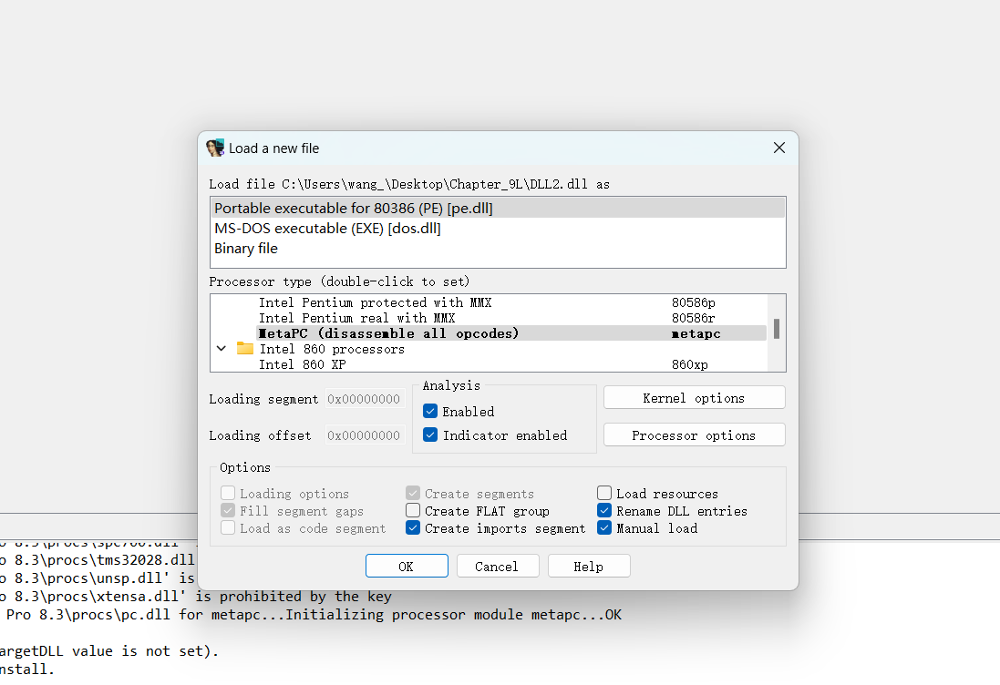 Load a new file
Load file C:\Users\wang_\Desktop\Chapter_9L\DLL2.dll as
Portable executable for 80386 (PE) [pe.dll]
MS-DOS executable (EXE) [dos.dll]
Binary file
Processor type (double-click to set)
Intel Pentium protected with MMX 80586p
Intel Pentium real with MMX 80586r
MetaPC (disassemble all opcodes) metapc
Intel 860 processors
Intel 860 XP 860xp
Analysis
Loading segment 0x00000000
Enabled
Kernel options
Loading offset 0x00000000
Indicator enabled
Processor options
Options
Loading options Create segments Load resources
Fill segment gaps Create FLAT group Rename DLL entries
Load as code segment Create imports segment Manual load
OK Cancel Help
o 8.3\procs\spc700.dll'
o 8.3\procs\tms32028.dll
o 8.3\procs\unsp.dll' is
o 8.3\procs\xtensa.dll' is prohibited by the key
Pro 8.3\procs\pc.dll for metapc...Initializing processor module metapc...OK
argetDLL value is not set).
nstall.